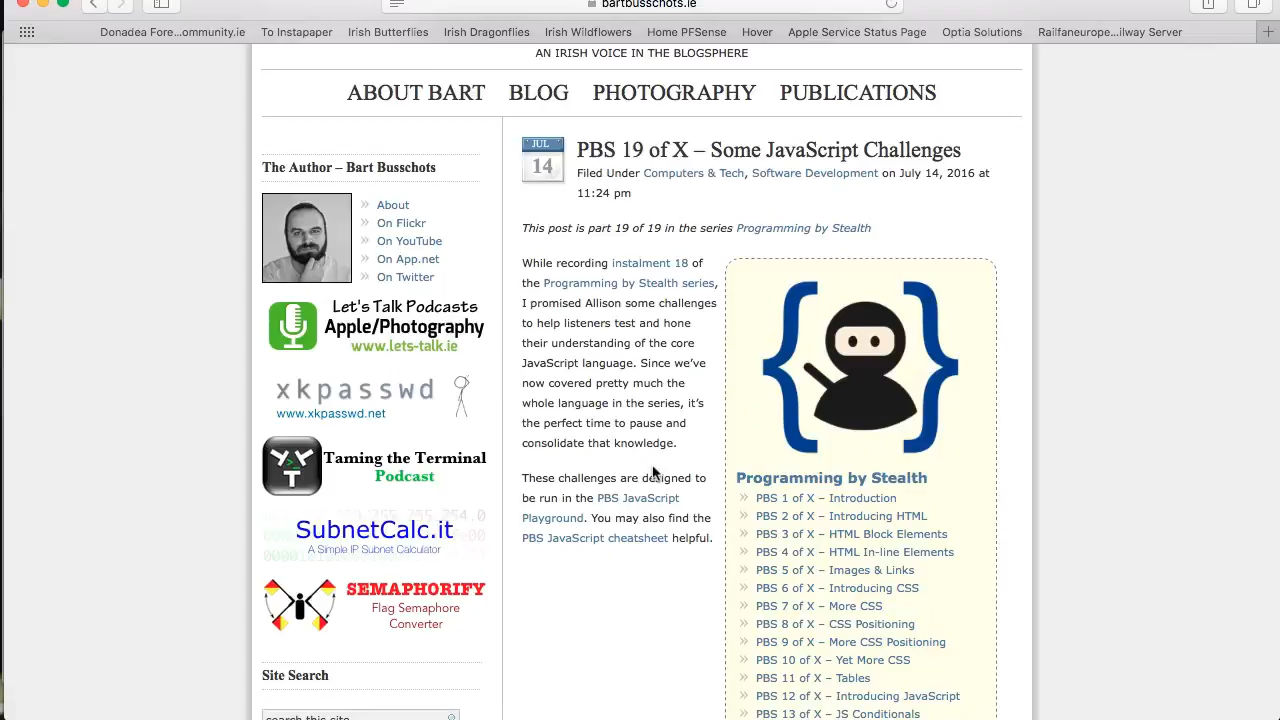 bartbusschots.ie
Donadea Fore...ommunity.ie
To Instapaper
Irish Butterflies
Irish Dragonflies
Irish Wildflowers
Home PFSense
Hover
Apple Service Status Page
Optia Solutions
Railfaneurope...ilway Server
AN IRISH VOICE IN THE BLOGSPHERE
ABOUT BART
BLOG
PHOTOGRAPHY
PUBLICATIONS
The Author – Bart Busschots
About
On Flickr
On YouTube
On App.net
On Twitter
Let's Talk Podcasts
Apple/Photography
www.lets-talk.ie
xkpasswd
www.xkpasswd.net
Taming the Terminal
Podcast
SubnetCalc.it
A Simple IP Subnet Calculator
SEMAPHORIFY
Flag Semaphore
Converter
Site Search
search this site
JUL
14
PBS 19 of X – Some JavaScript Challenges
Filed Under Computers & Tech, Software Development on July 14, 2016 at
11:24 pm
This post is part 19 of 19 in the series Programming by Stealth
While recording instalment 18 of
the Programming by Stealth series,
I promised Allison some challenges
to help listeners test and hone
their understanding of the core
JavaScript language. Since we've
now covered pretty much the
whole language in the series, it's
the perfect time to pause and
consolidate that knowledge.
These challenges are designed to
be run in the PBS JavaScript
Playground. You may also find the
PBS JavaScript cheatsheet helpful.
Programming by Stealth
PBS 1 of X – Introduction
PBS 2 of X – Introducing HTML
PBS 3 of X – HTML Block Elements
PBS 4 of X – HTML In-line Elements
PBS 5 of X – Images & Links
PBS 6 of X – Introducing CSS
PBS 7 of X – More CSS
PBS 8 of X – CSS Positioning
PBS 9 of X – More CSS Positioning
PBS 10 of X – Yet More CSS
PBS 11 of X – Tables
PBS 12 of X – Introducing JavaScript
PBS 13 of X – JS Conditionals